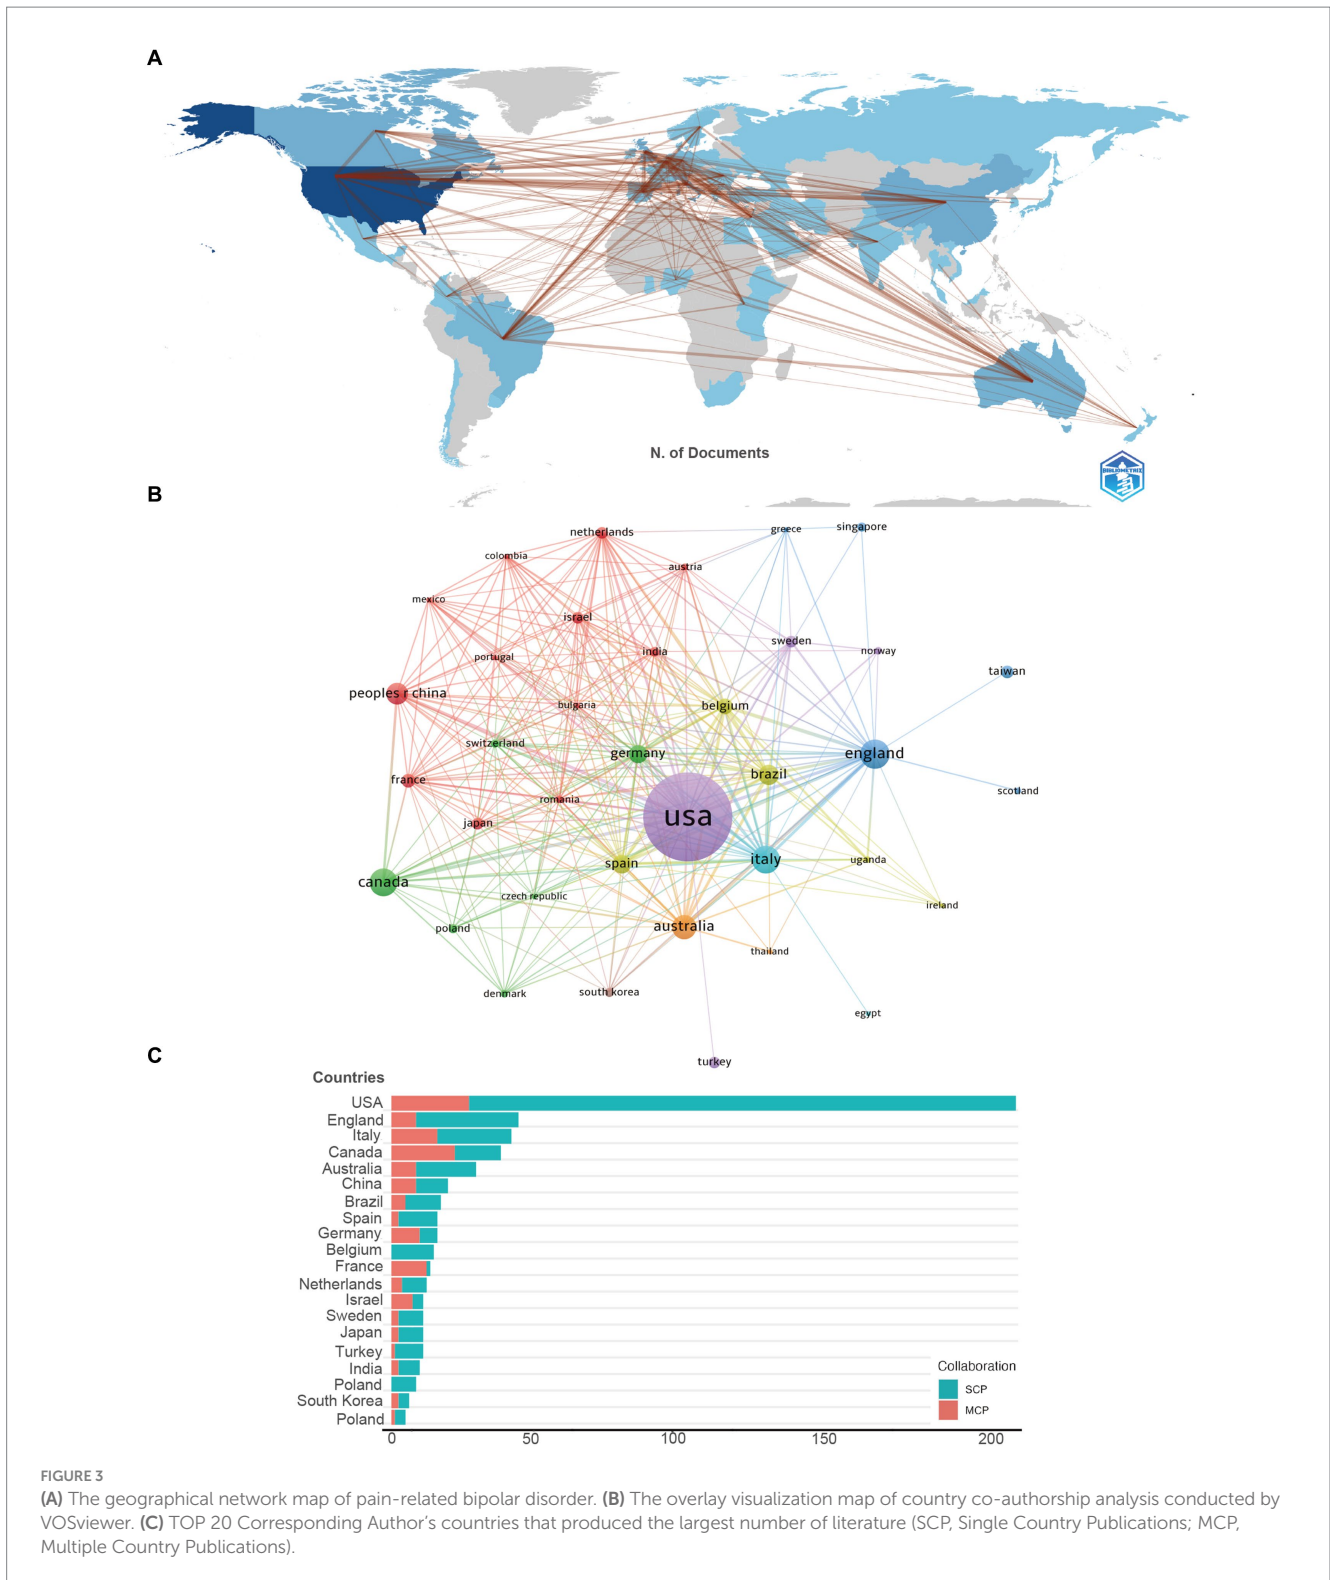 A
N. of Documents
BIBLIOMETRIX
B
netherlands
greece
singapore
colombia
austria
mexico
israel
sweden
india
norway
portugal
taiwan
peoples r china
bulgaria
belgium
switzerland
germany
england
brazil
france
scotland
romania
usa
japan
spain
italy
uganda
canada
czech republic
ireland
poland
australia
thailand
denmark
south korea
egypt
turkey
C
Countries
USA
England
Italy
Canada
Australia
China
Brazil
Spain
Germany
Belgium
France
Netherlands
Israel
Sweden
Japan
Turkey
India
Poland
South Korea
Poland
Collaboration
SCP
MCP
0 50 100 150 200
FIGURE 3
(A) The geographical network map of pain-related bipolar disorder. (B) The overlay visualization map of country co-authorship analysis conducted by
VOSviewer. (C) TOP 20 Corresponding Author's countries that produced the largest number of literature (SCP, Single Country Publications; MCP,
Multiple Country Publications).